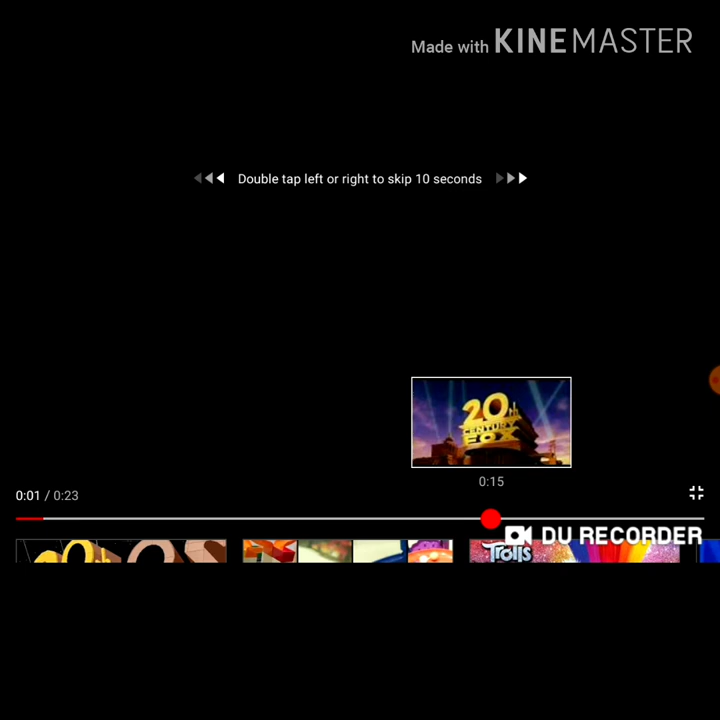 Made with KINEMASTER
Double tap left or right to skip 10 seconds
20th
CENTURY
FOX
0:15
0:01 / 0:23
DU RECORDER
TROLLS